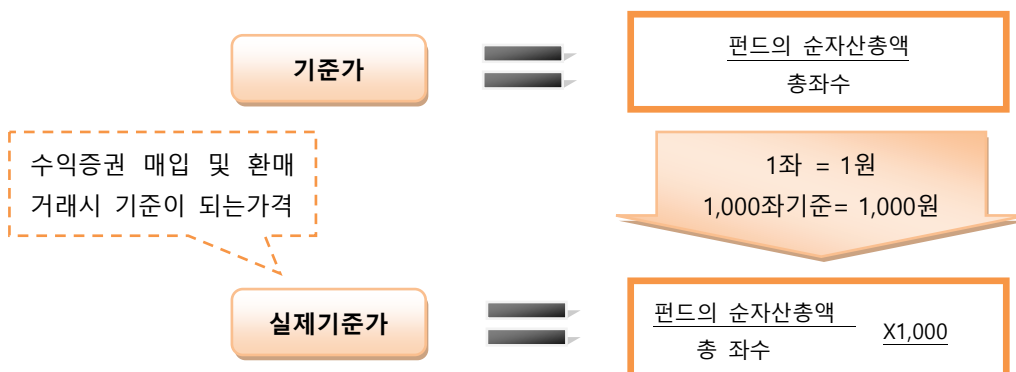 기준가
펀드의 순자산총액
총좌수
수익증권 매입 및 환매
거래시 기준이 되는가격
1좌 = 1원
1,000좌기준= 1,000원
실제기준가
펀드의 순자산총액
총 좌수
X1,000